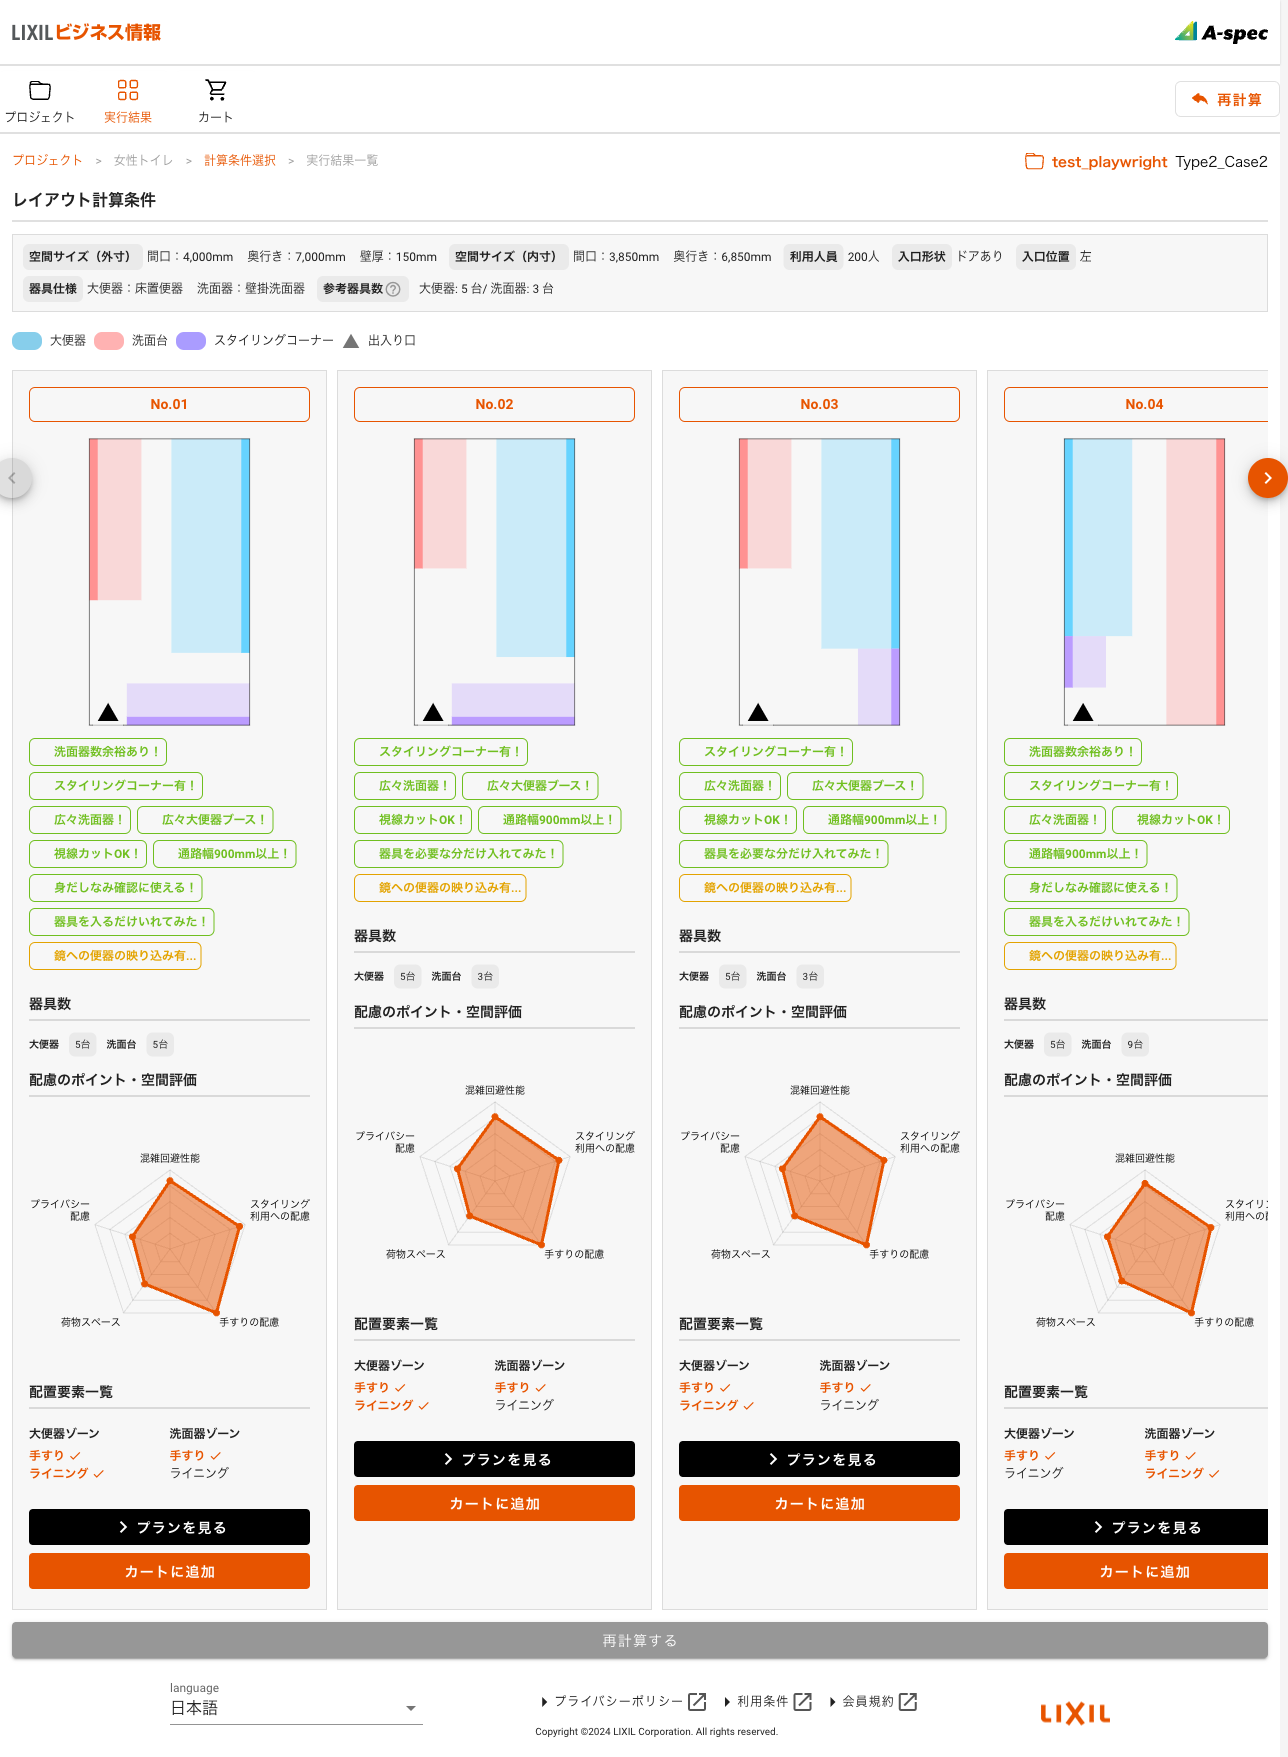 LIXILビジネス情報
A-spec
プロジェクト 実行結果 カート 再計算
プロジェクト > 女性トイレ > 計算条件選択 > 実行結果一覧
test_playwright Type2_Case2
レイアウト計算条件
空間サイズ（外寸） 間口：4,000mm 奥行き：7,000mm 壁厚：150mm 空間サイズ（内寸） 間口：3,850mm 奥行き：6,850mm 利用人員 200人 入口形状 ドアあり 入口位置 左
器具仕様 大便器：床置便器 洗面器：壁掛洗面器 参考器具数 ? 大便器: 5 台/ 洗面器: 3 台
大便器 洗面台 スタイリングコーナー 出入り口
No.01
洗面器数余裕あり！
スタイリングコーナー有！
広々洗面器！ 広々大便器ブース！
視線カットOK！ 通路幅900mm以上！
身だしなみ確認に使える！
器具を入るだけいれてみた！
鏡への便器の映り込み有...
器具数
大便器 5台 洗面台 5台
配慮のポイント・空間評価
混雑回避性能
プライバシー
配慮
スタイリング
利用への配慮
荷物スペース
手すりの配慮
配置要素一覧
大便器ゾーン 洗面器ゾーン
手すり 手すり
ライニング ライニング
プランを見る
カートに追加
No.02
スタイリングコーナー有！
広々洗面器！ 広々大便器ブース！
視線カットOK！ 通路幅900mm以上！
器具を必要な分だけ入れてみた！
鏡への便器の映り込み有...
器具数
大便器 5台 洗面台 3台
配慮のポイント・空間評価
混雑回避性能
プライバシー
配慮
スタイリング
利用への配慮
荷物スペース
手すりの配慮
配置要素一覧
大便器ゾーン 洗面器ゾーン
手すり 手すり
ライニング ライニング
プランを見る
カートに追加
No.03
スタイリングコーナー有！
広々洗面器！ 広々大便器ブース！
視線カットOK！ 通路幅900mm以上！
器具を必要な分だけ入れてみた！
鏡への便器の映り込み有...
器具数
大便器 5台 洗面台 3台
配慮のポイント・空間評価
混雑回避性能
プライバシー
配慮
スタイリング
利用への配慮
荷物スペース
手すりの配慮
配置要素一覧
大便器ゾーン 洗面器ゾーン
手すり 手すり
ライニング ライニング
プランを見る
カートに追加
No.04
洗面器数余裕あり！
スタイリングコーナー有！
広々洗面器！ 視線カットOK！
通路幅900mm以上！
身だしなみ確認に使える！
器具を入るだけいれてみた！
鏡への便器の映り込み有...
器具数
大便器 5台 洗面台 9台
配慮のポイント・空間評価
混雑回避性能
プライバシー
配慮
スタイリ
利用への
荷物スペース
手すりの配慮
配置要素一覧
大便器ゾーン 洗面器ゾーン
手すり 手すり
ライニング ライニング
プランを見る
カートに追加
再計算する
language
日本語
プライバシーポリシー 利用条件 会員規約
Copyright ©2024 LIXIL Corporation. All rights reserved.
LIXIL